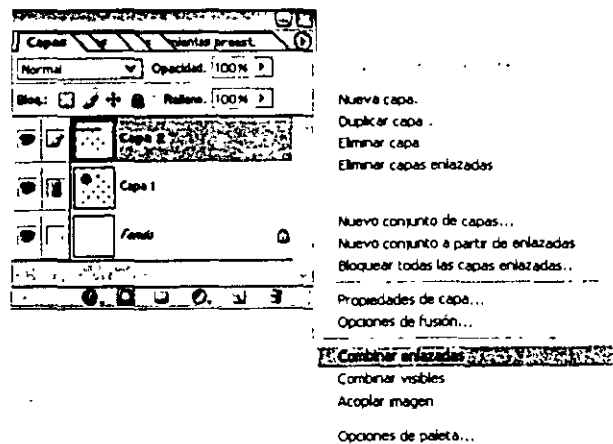 Capas
Normal
Opacidad. 100%
Bloq.:
Relleno. 100%
Capa 2
Capa 1
Fondo
Nueva capa.
Duplicar capa .
Eliminar capa
Eliminar capas enlazadas
Nuevo conjunto de capas...
Nuevo conjunto a partir de enlazadas
Bloquear todas las capas enlazadas..
Propiedades de capa...
Opciones de fusión...
Combinar enlazadas
Combinar visibles
Acoplar imagen
Opciones de paleta...